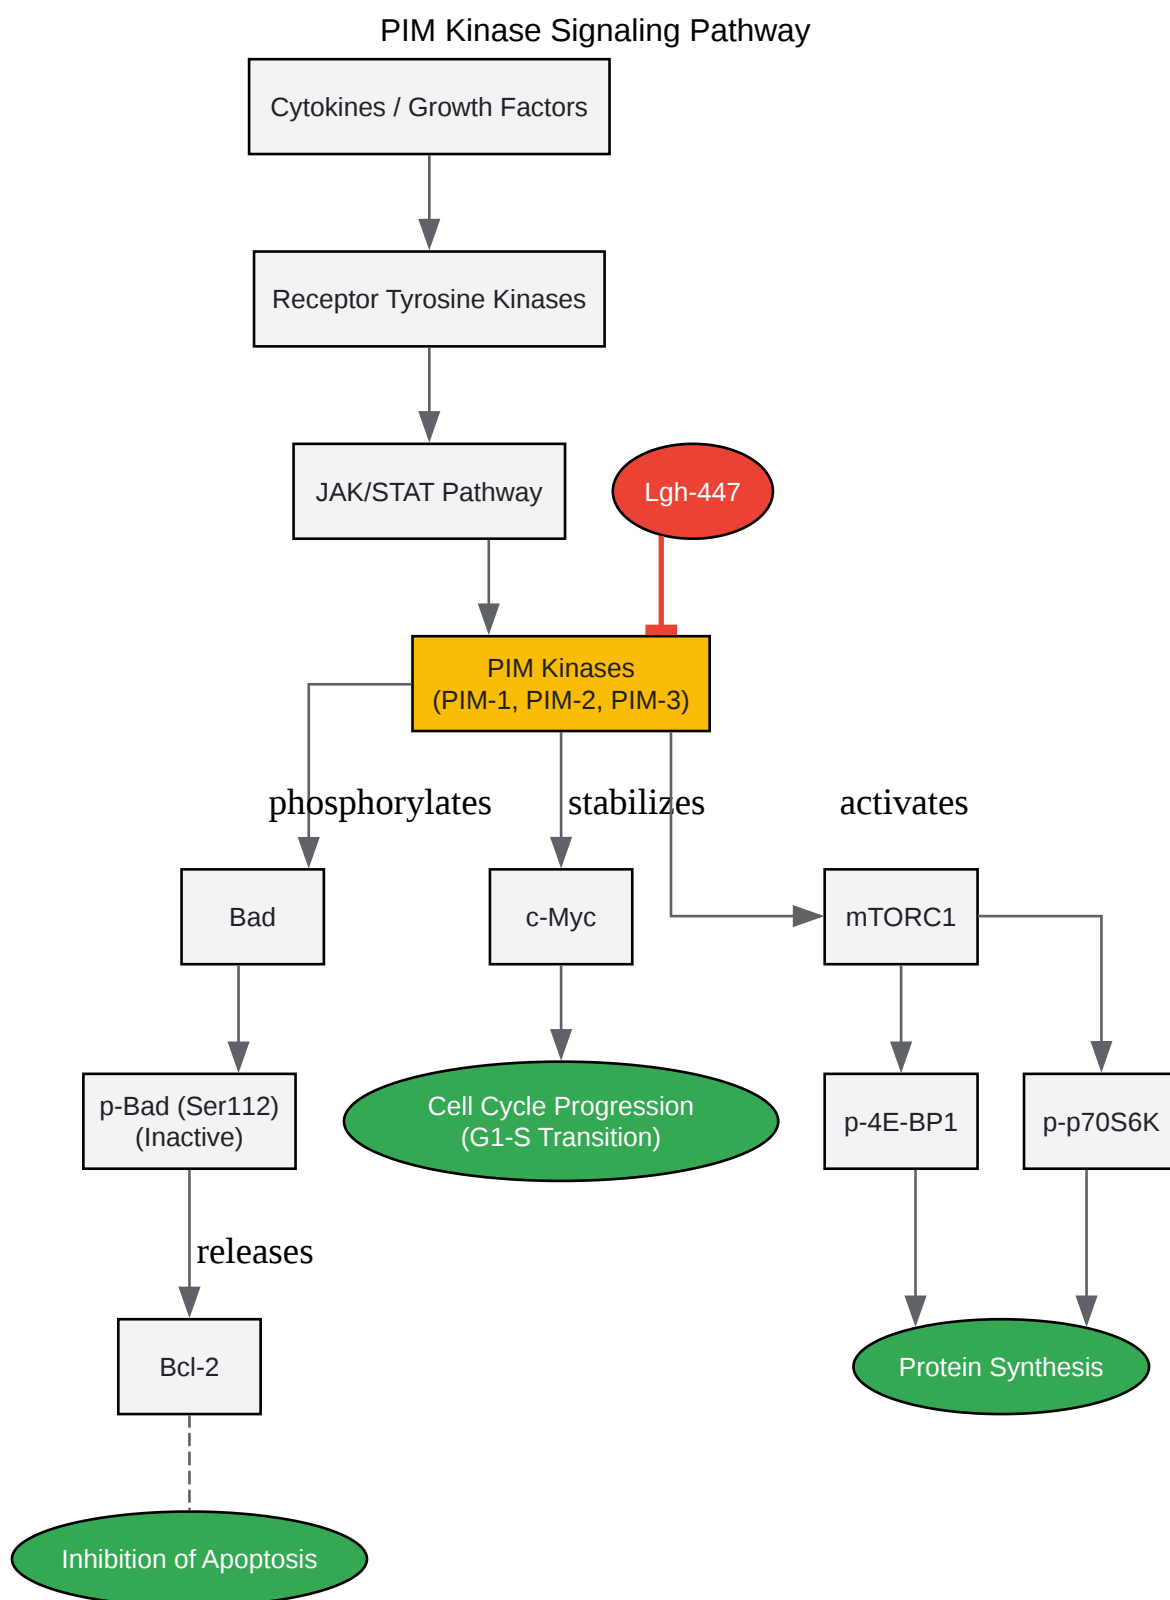 PIM Kinase Signaling Pathway
Cytokines / Growth Factors
Receptor Tyrosine Kinases
JAK/STAT Pathway
Lgh-447
PIM Kinases
(PIM-1, PIM-2, PIM-3)
phosphorylates
stabilizes
activates
Bad
c-Myc
mTORC1
p-Bad (Ser112)
(Inactive)
Cell Cycle Progression
(G1-S Transition)
p-4E-BP1
p-p70S6K
releases
Bcl-2
Protein Synthesis
Inhibition of Apoptosis